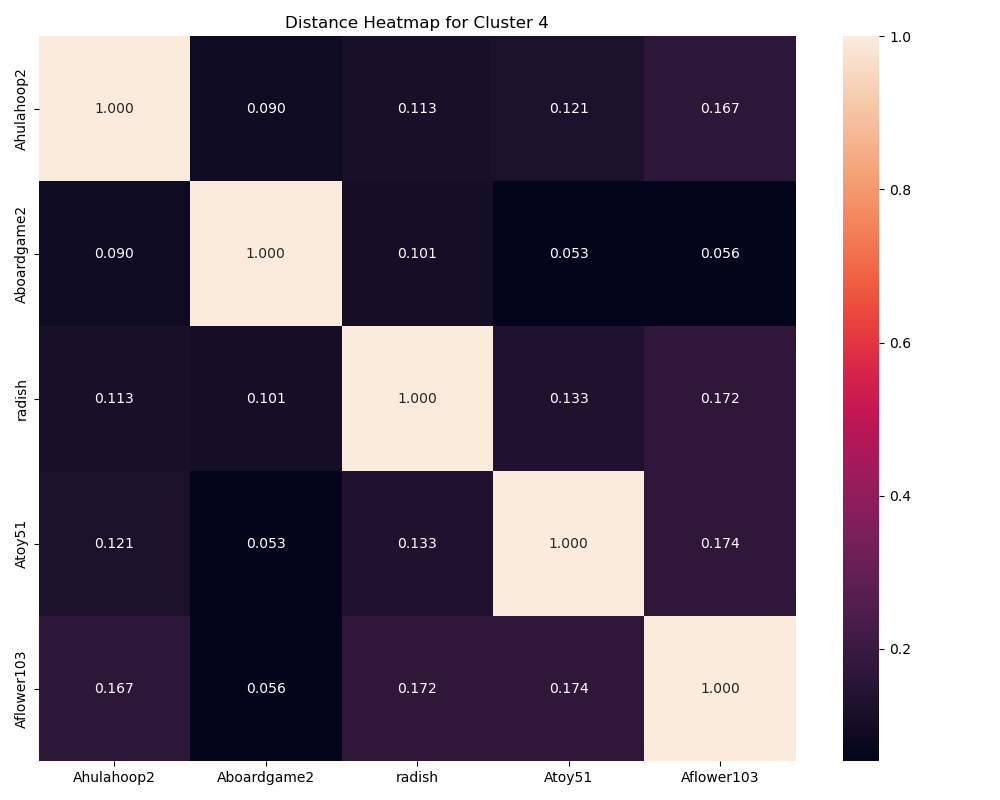 Distance Heatmap for Cluster 4
Ahulahoop2 1.000 0.090 0.113 0.121 0.167
Aboardgame2 0.090 1.000 0.101 0.053 0.056
radish 0.113 0.101 1.000 0.133 0.172
Atoy51 0.121 0.053 0.133 1.000 0.174
Aflower103 0.167 0.056 0.172 0.174 1.000
Ahulahoop2 Aboardgame2 radish Atoy51 Aflower103
1.0
0.8
0.6
0.4
0.2